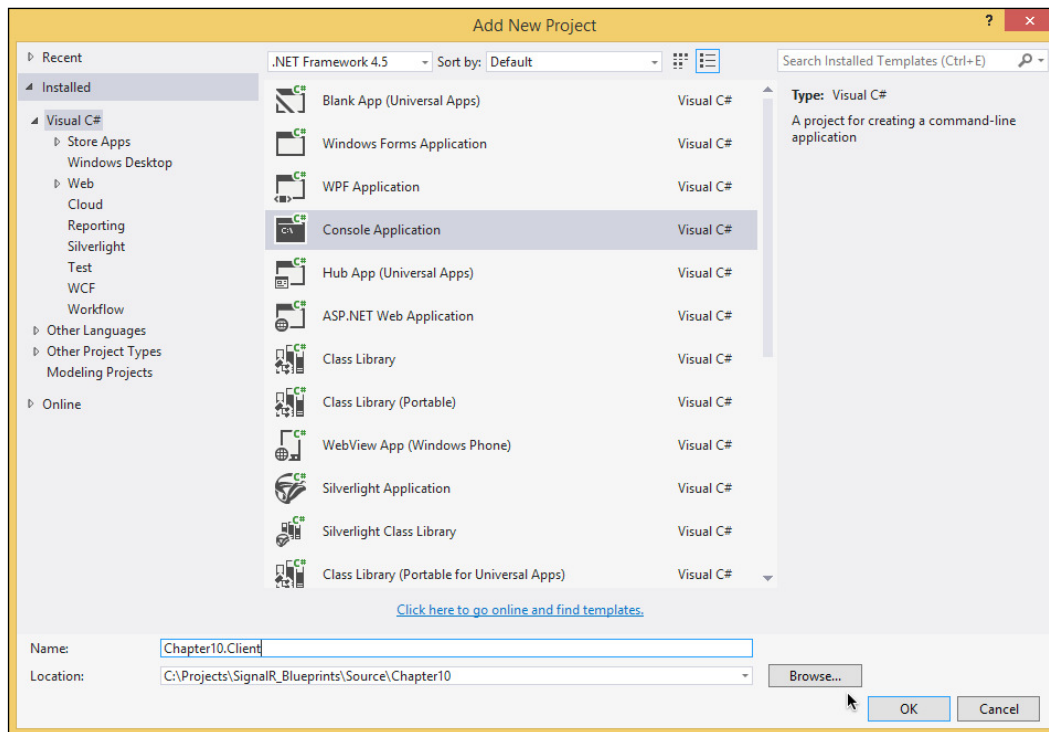 Add New Project
?
Recent
Installed
Visual C#
Store Apps
Windows Desktop
Web
Cloud
Reporting
Silverlight
Test
WCF
Workflow
Other Languages
Other Project Types
Modeling Projects
Online
.NET Framework 4.5 Sort by: Default
C# Blank App (Universal Apps) Visual C#
C# Windows Forms Application Visual C#
C# WPF Application Visual C#
C# C:\ Console Application Visual C#
C# Hub App (Universal Apps) Visual C#
C# ASP.NET Web Application Visual C#
C# Class Library Visual C#
C# Class Library (Portable) Visual C#
C# WebView App (Windows Phone) Visual C#
C# Silverlight Application Visual C#
C# Silverlight Class Library Visual C#
C# Class Library (Portable for Universal Apps) Visual C#
Click here to go online and find templates.
Search Installed Templates (Ctrl+E)
Type: Visual C#
A project for creating a command-line
application
Name: Chapter10.Client
Location: C:\Projects\SignalR_Blueprints\Source\Chapter10
Browse...
OK Cancel